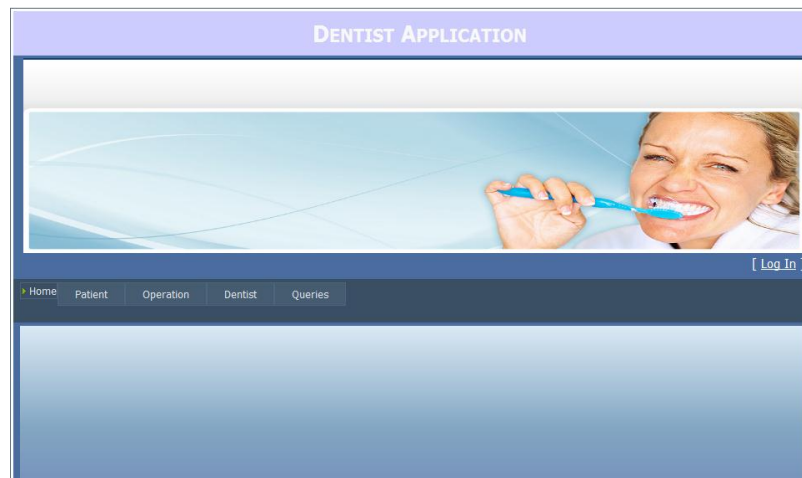 DENTIST APPLICATION
[ Log In ]
Home Patient Operation Dentist Queries